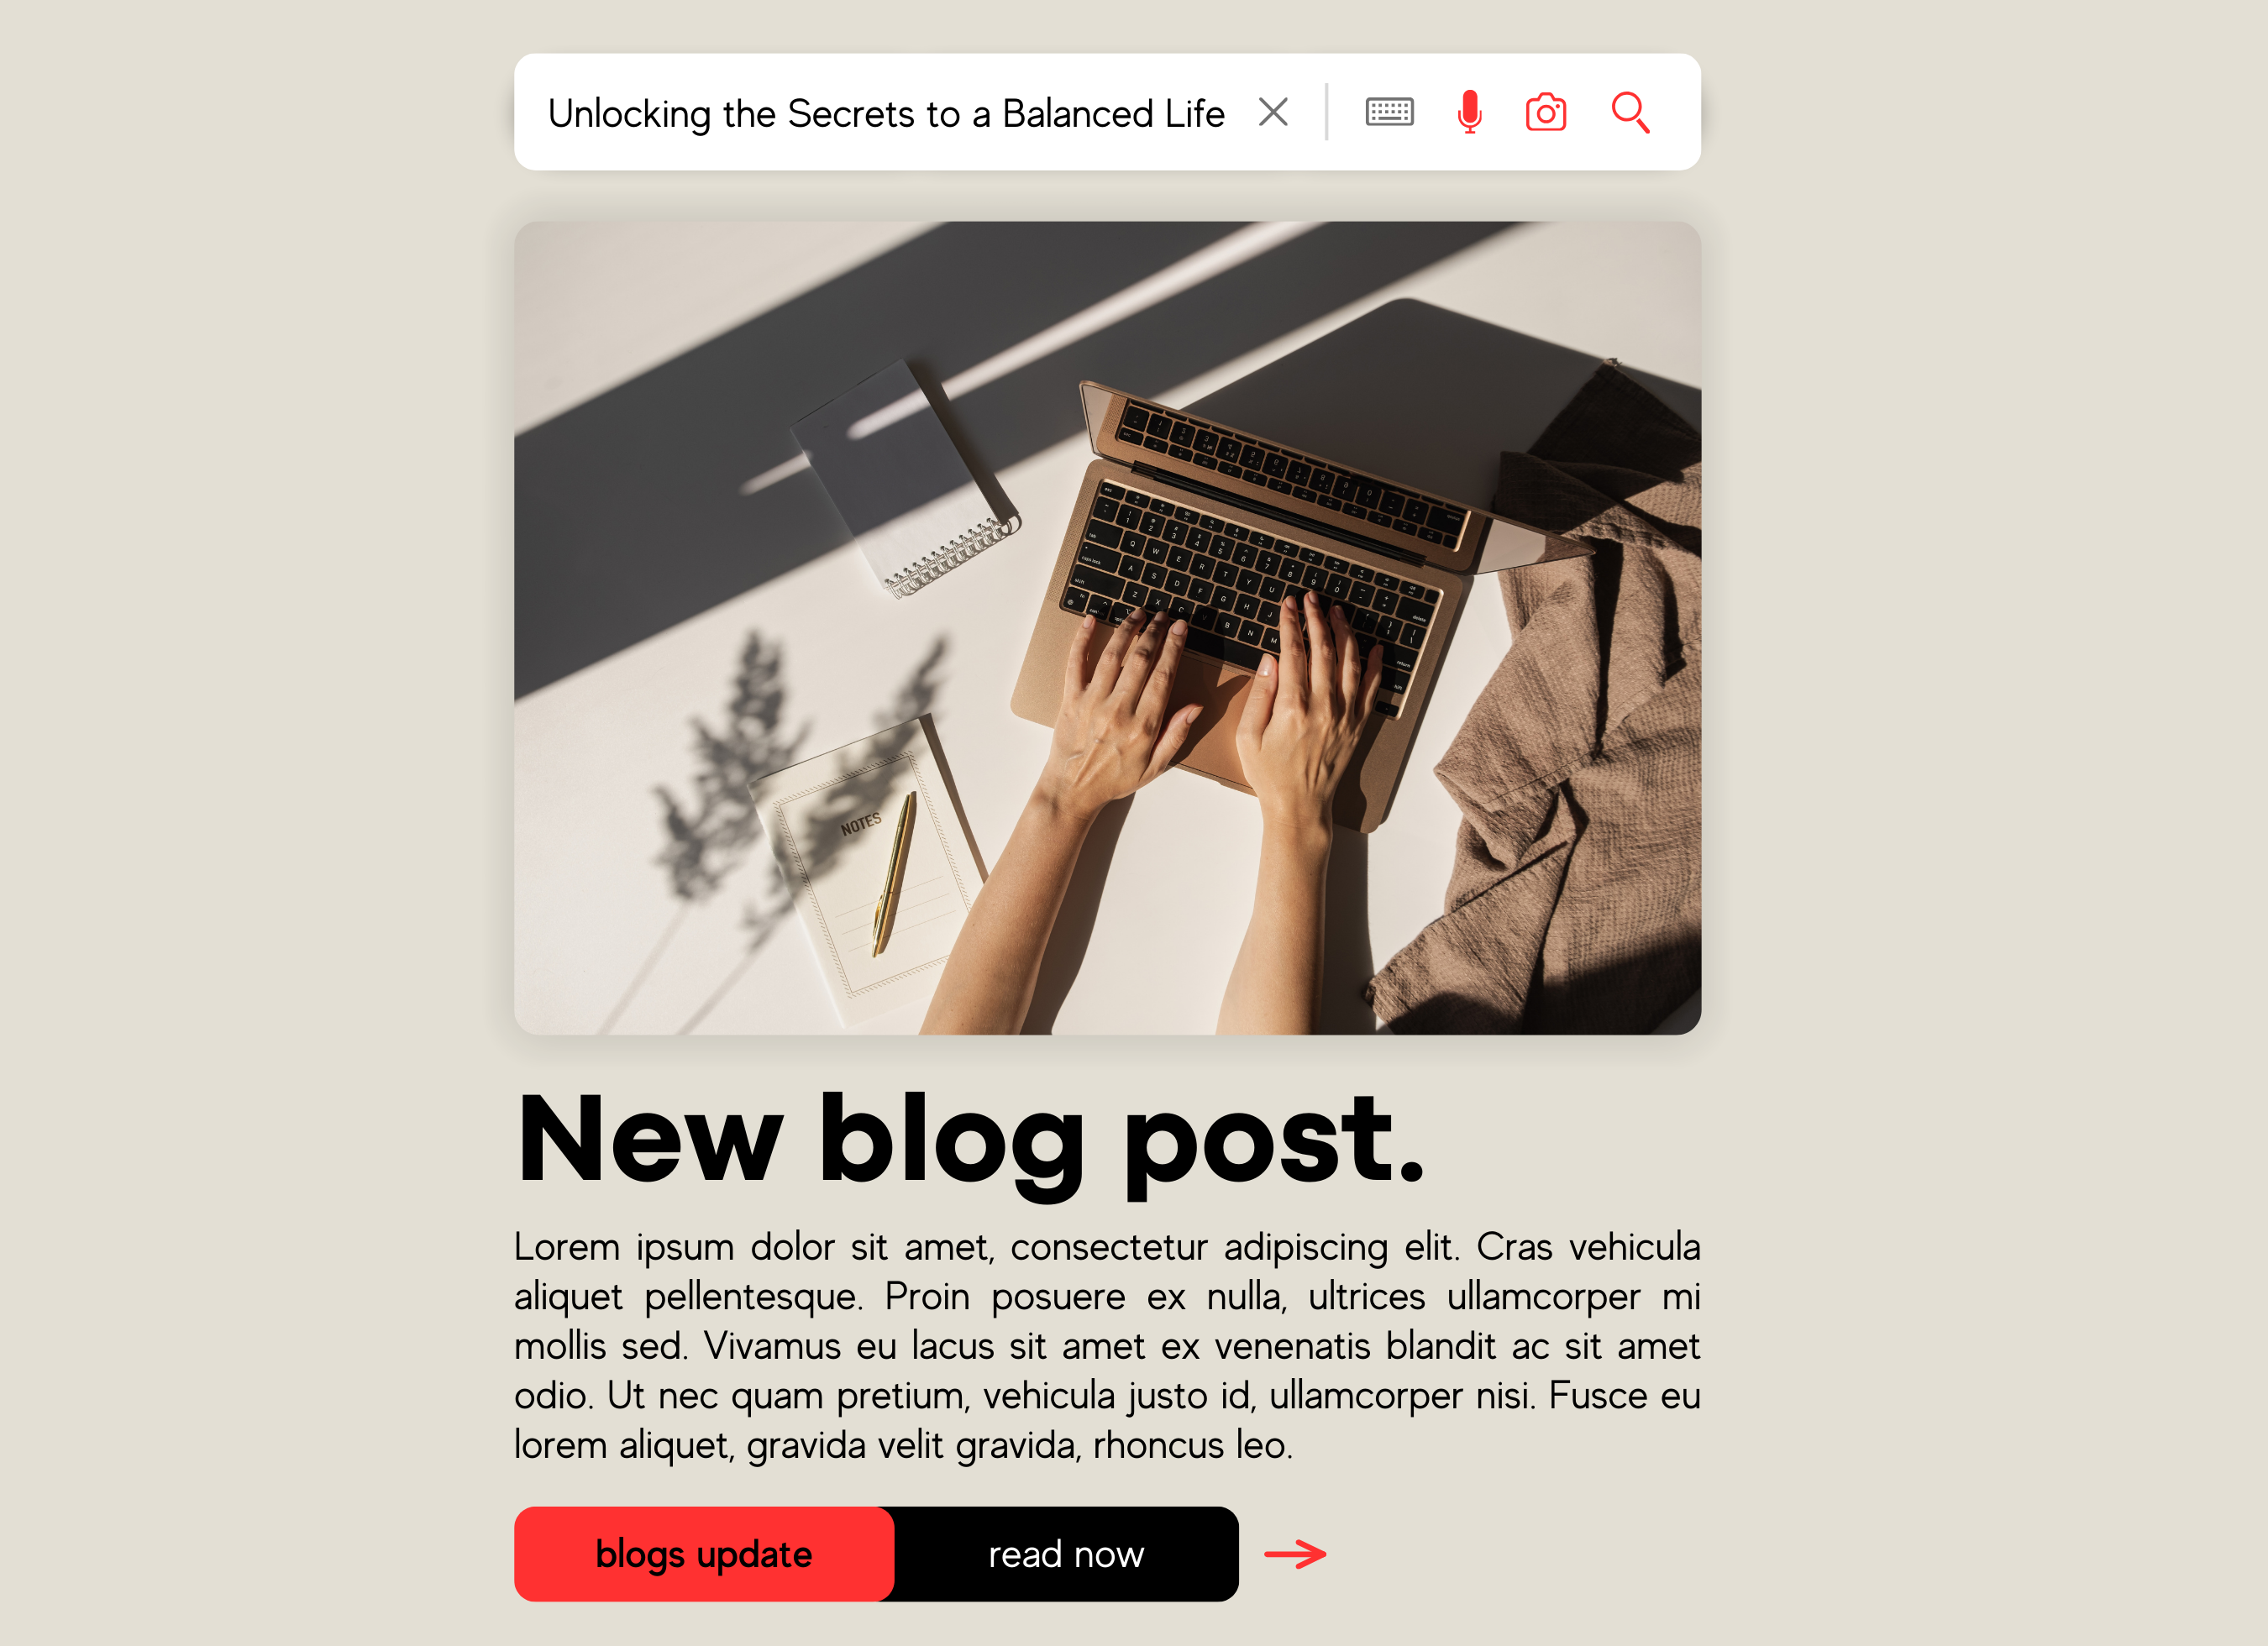 Unlocking the Secrets to a Balanced Life
NOTES
New blog post.
Lorem ipsum dolor sit amet, consectetur adipiscing elit. Cras vehicula
aliquet pellentesque. Proin posuere ex nulla, ultrices ullamcorper mi
mollis sed. Vivamus eu lacus sit amet ex venenatis blandit ac sit amet
odio. Ut nec quam pretium, vehicula justo id, ullamcorper nisi. Fusce eu
lorem aliquet, gravida velit gravida, rhoncus leo.
blogs update
read now